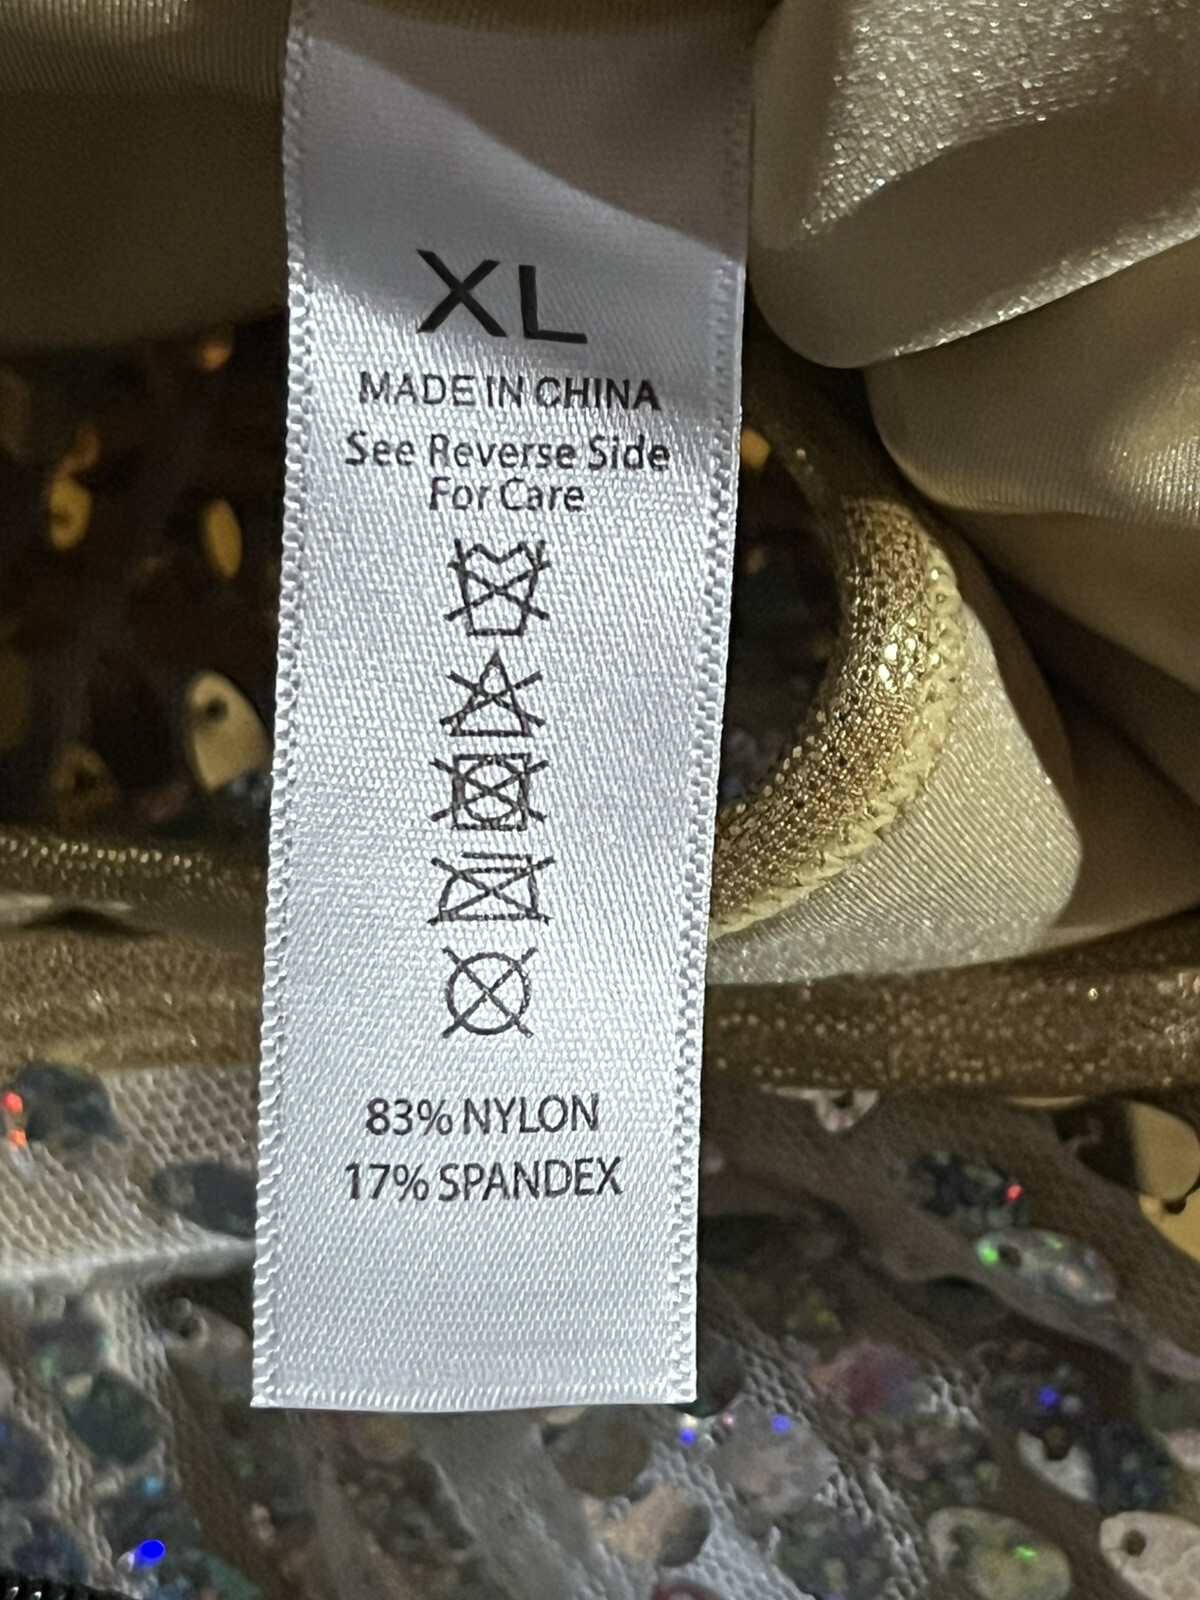 XL
MADE IN CHINA
See Reverse Side
For Care
83% NYLON
17% SPANDEX